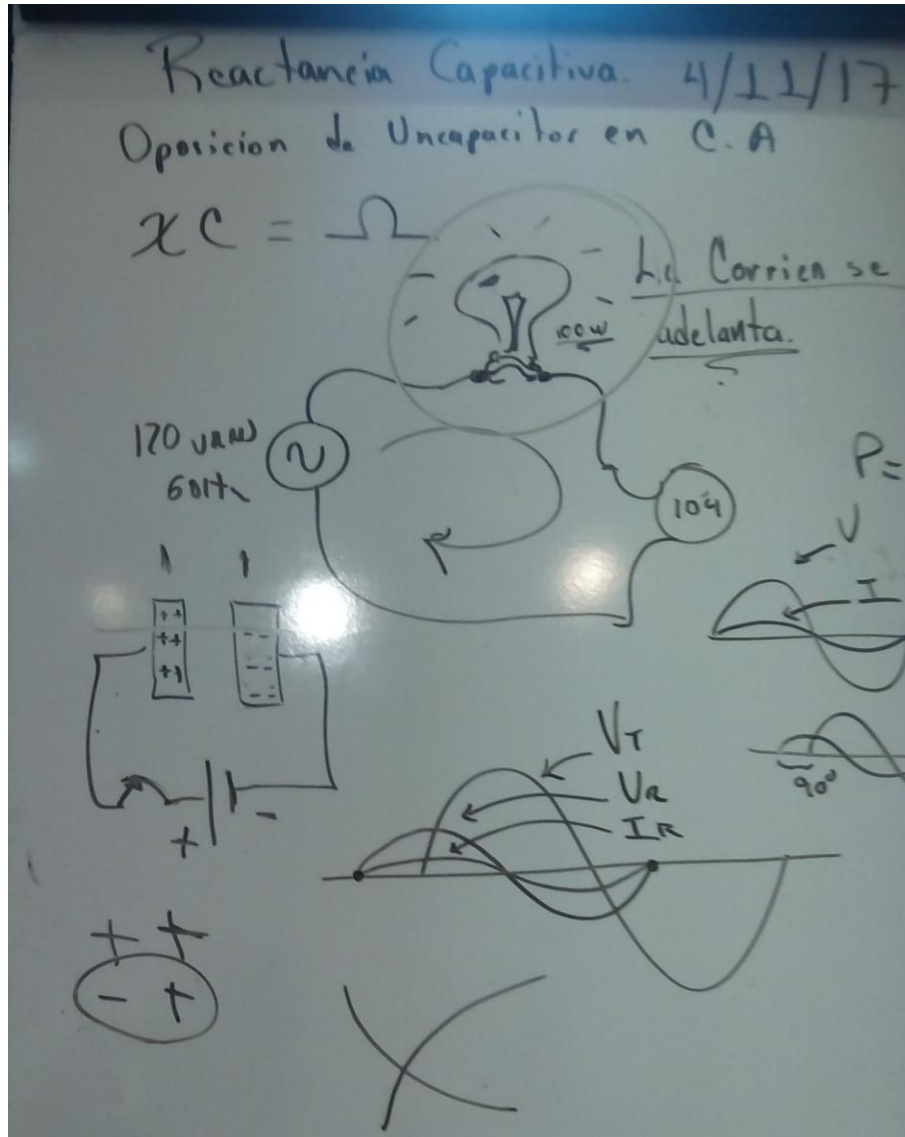 Reactancia Capacitiva. 4/11/17
Oposicion de Uncapacitor en C.A
XC = Ω
La Corrien se
adelanta.
100W
120
60Hz
P=
V
I
90°
+ +
+ +
+ +
- -
- -
- -
+ -
VT
VR
IR
+ +
- +